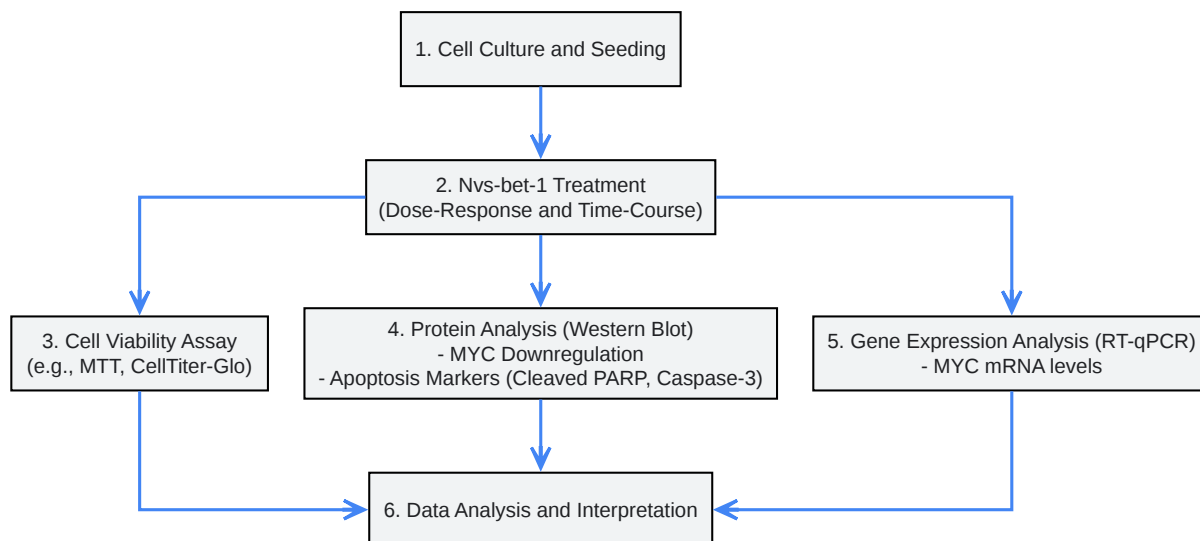 1. Cell Culture and Seeding
2. Nvs-bet-1 Treatment
(Dose-Response and Time-Course)
3. Cell Viability Assay
(e.g., MTT, CellTiter-Glo)
4. Protein Analysis (Western Blot)
- MYC Downregulation
- Apoptosis Markers (Cleaved PARP, Caspase-3)
5. Gene Expression Analysis (RT-qPCR)
- MYC mRNA levels
6. Data Analysis and Interpretation